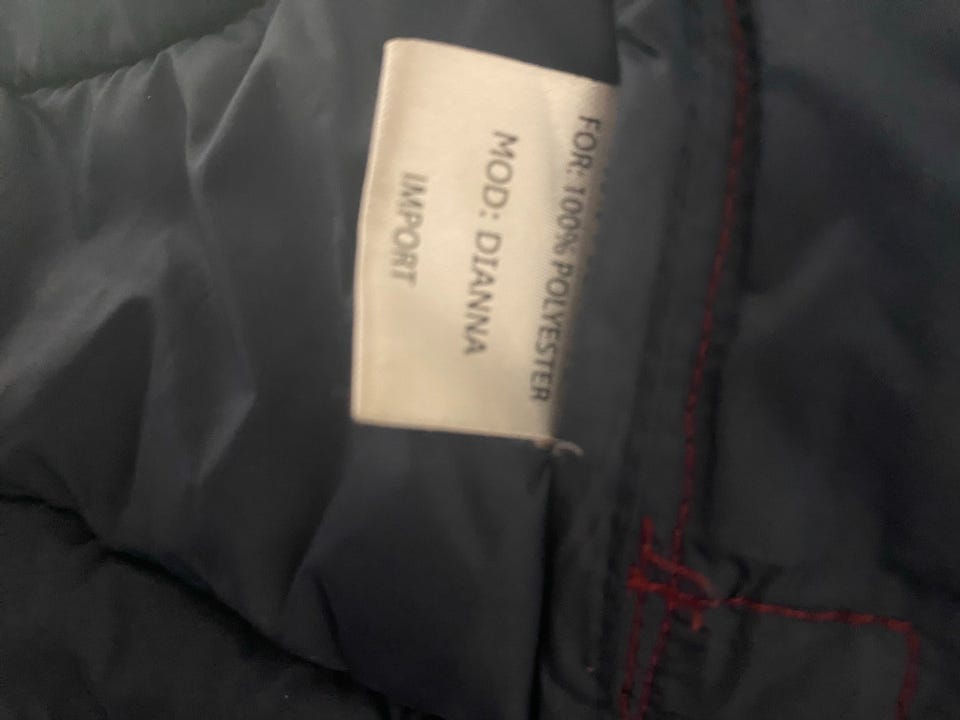 FOR: 100% POLYESTER
MOD: DIANNA
IMPORT